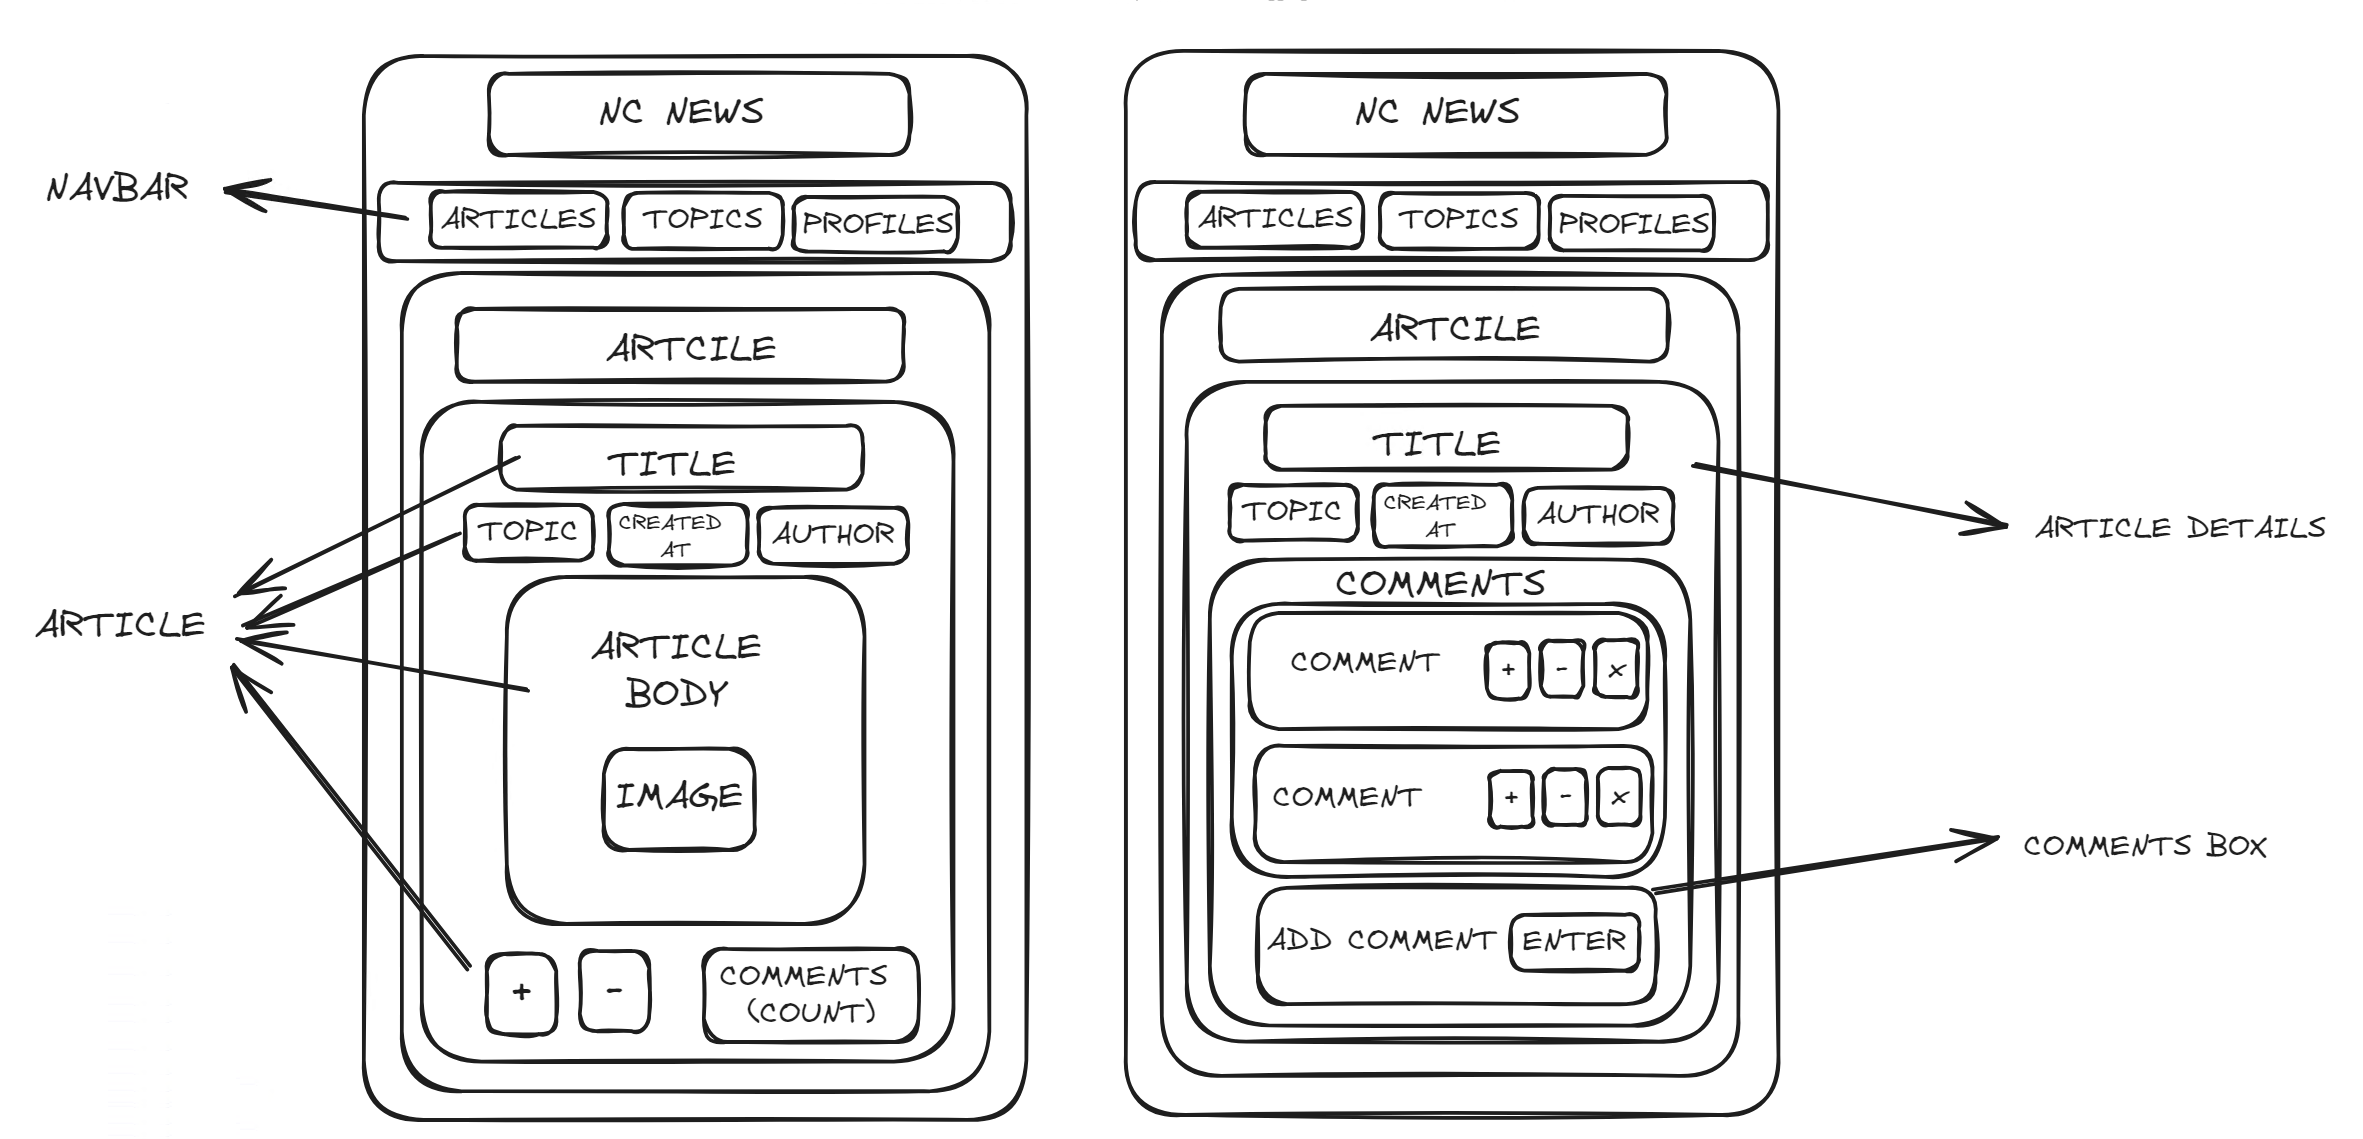 NC NEWS
NAVBAR
ARTICLES TOPICS PROFILES
ARTCILE
TITLE
TOPIC CREATED AT AUTHOR
ARTICLE
ARTICLE
BODY
IMAGE
+ - COMMENTS
(COUNT)
NC NEWS
ARTICLES TOPICS PROFILES
ARTCILE
TITLE
TOPIC CREATED AT AUTHOR
ARTICLE DETAILS
COMMENTS
COMMENT + - X
COMMENT + - X
COMMENTS BOX
ADD COMMENT ENTER